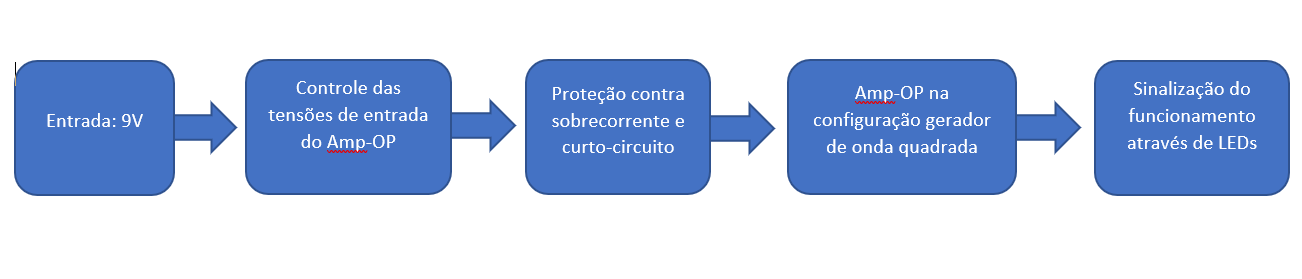 Entrada: 9V
Controle das
tensões de entrada
do Amp-OP
Proteção contra
sobrecorrente e
curto-circuito
Amp-OP na
configuração gerador
de onda quadrada
Sinalização do
funcionamento
através de LEDs